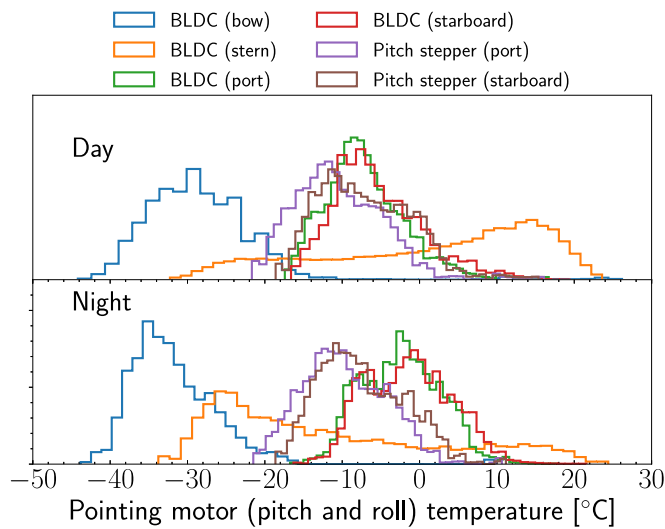 BLDC (bow) BLDC (starboard)
BLDC (stern) Pitch stepper (port)
BLDC (port) Pitch stepper (starboard)
Day
Night
−50 −40 −30 −20 −10 0 10 20 30
Pointing motor (pitch and roll) temperature [°C]